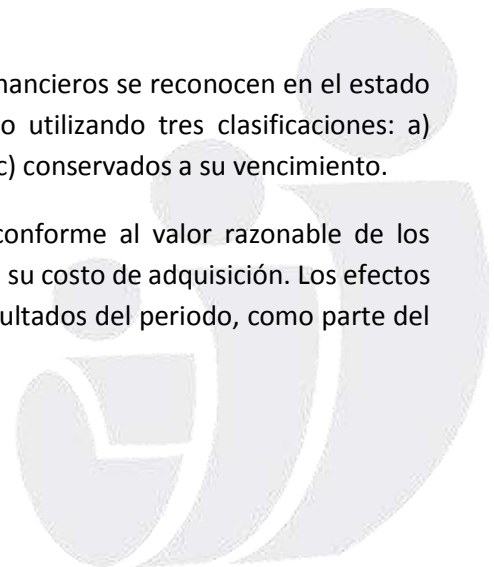 nancieros se reconocen en el estado
o utilizando tres clasificaciones: a)
c) conservados a su vencimiento.
conforme al valor razonable de los
su costo de adquisición. Los efectos
ultados del periodo, como parte del